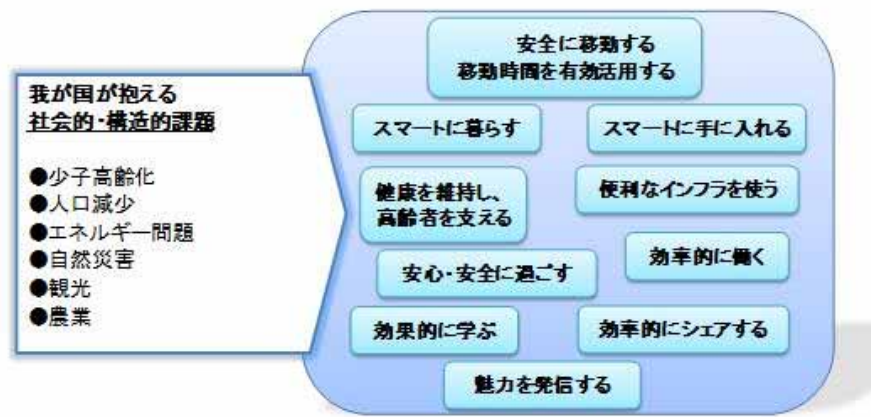 我が国が抱える
社会的・構造的課題
●少子高齢化
●人口減少
●エネルギー問題
●自然災害
●観光
●農業
安全に移動する
移動時間を有効活用する
スマートに暮らす
スマートに手に入れる
健康を維持し、
高齢者を支える
便利なインフラを使う
効率的に働く
安心・安全に過ごす
効果的に学ぶ
効率的にシェアする
魅力を発信する